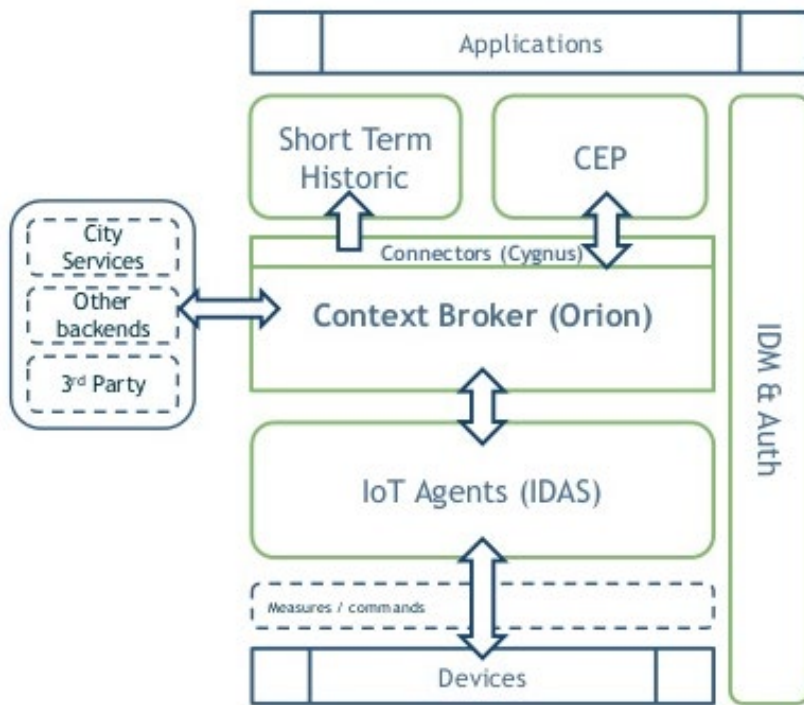 Applications
Short Term
Historic
CEP
City
Services
Other
backends
3rd Party
Connectors (Cygnus)
Context Broker (Orion)
IoT Agents (IDAS)
Measures / commands
Devices
IDM & Auth